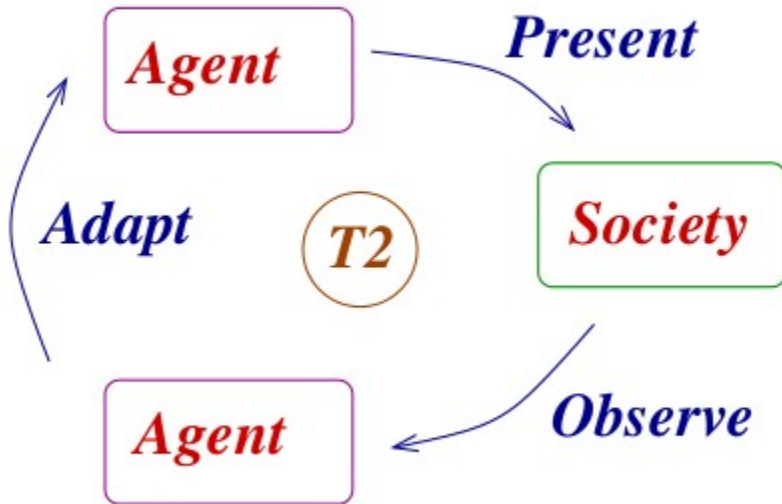 Agent
Present
Adapt
T2
Society
Agent
Observe